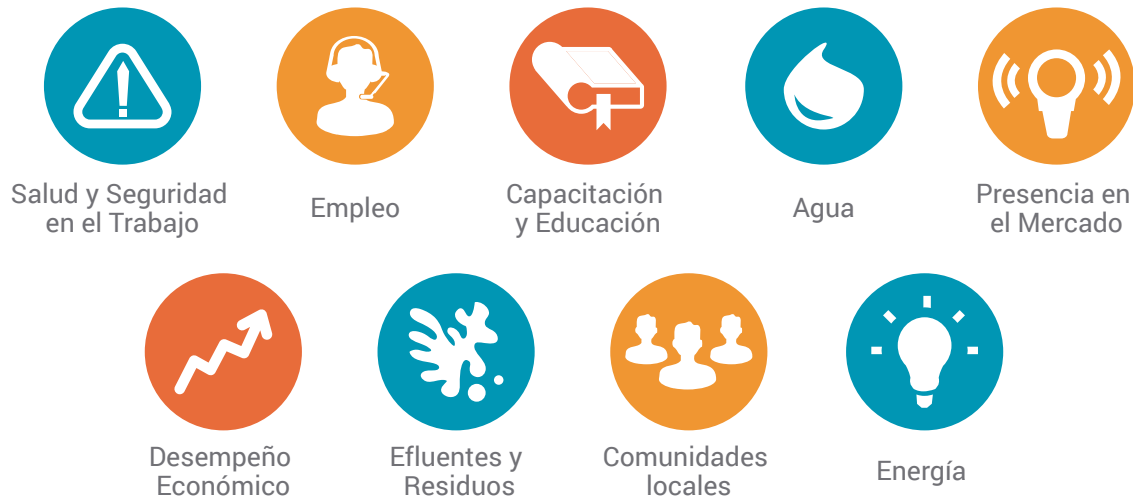 Salud y Seguridad
en el Trabajo
Empleo
Capacitación
y Educación
Agua
Presencia en
el Mercado
Desempeño
Económico
Efluentes y
Residuos
Comunidades
locales
Energía